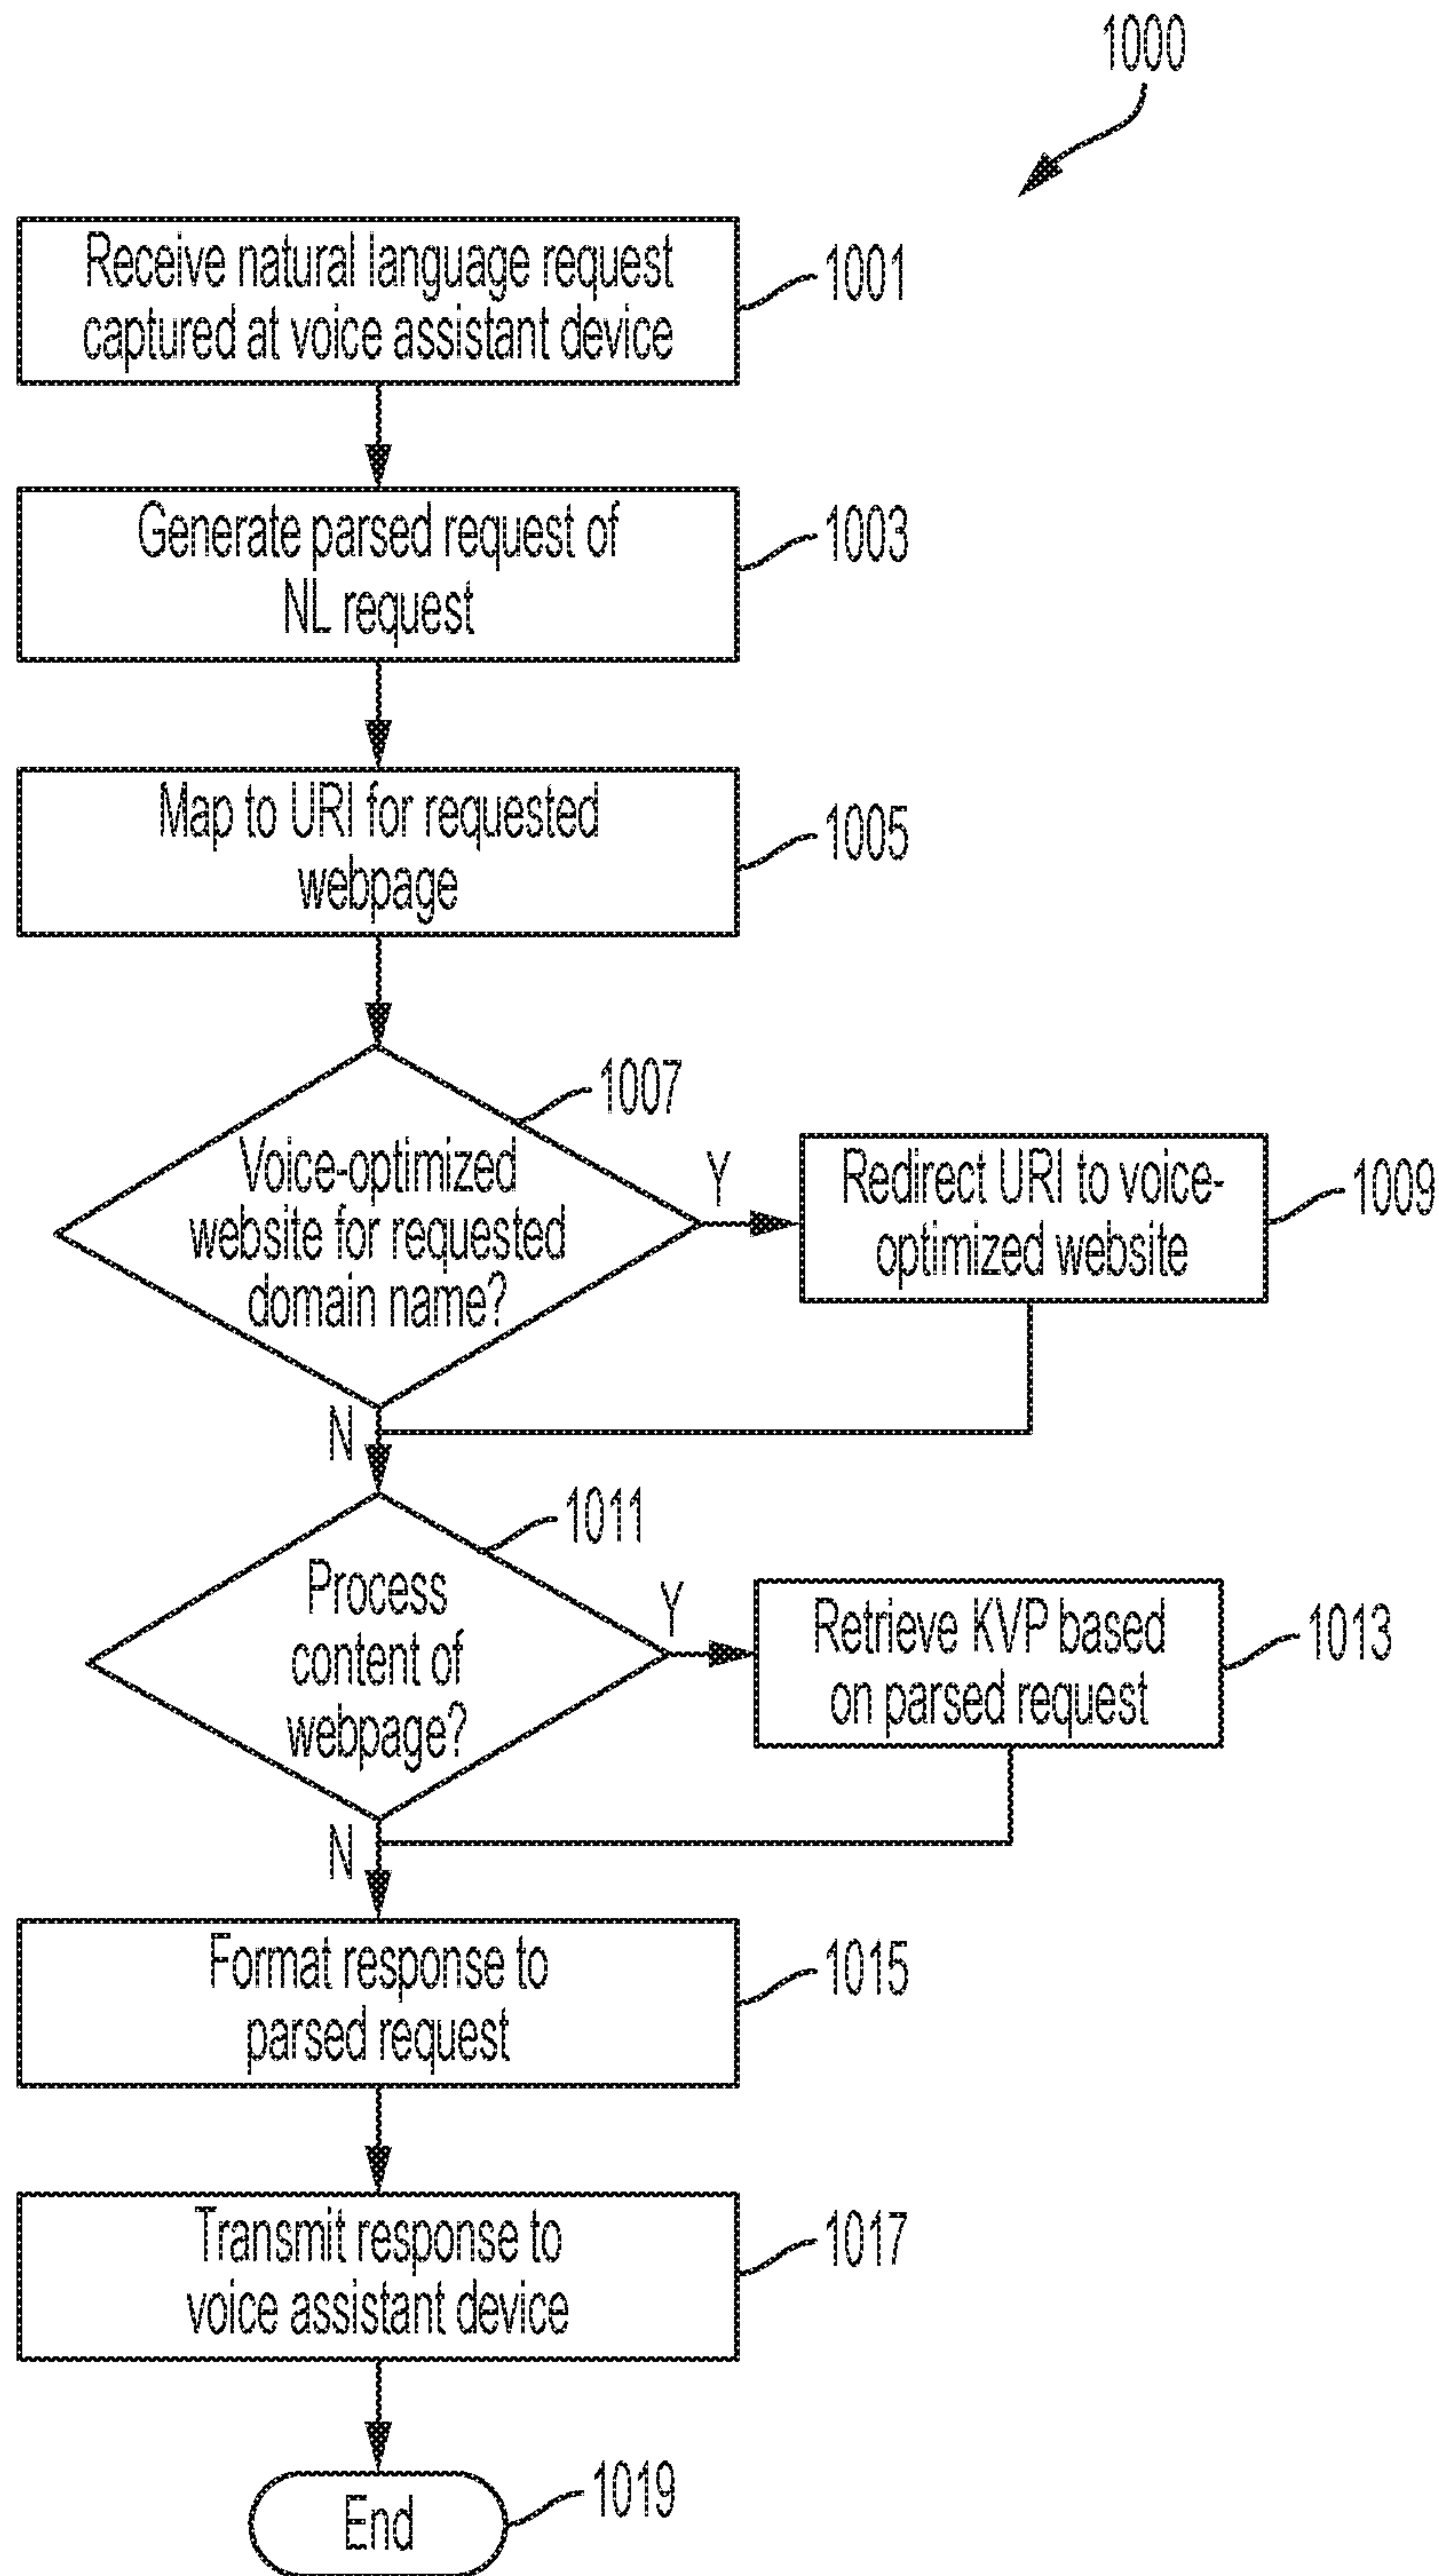 1000
Receive natural language request
captured at voice assistant device
1001
Generate parsed request of
NL request
1003
Map to URI for requested
webpage
1005
1007
Voice-optimized
website for requested
domain name?
Y
Redirect URI to voice-
optimized website
1009
N
1011
Process
content of
webpage?
Y
Retrieve KVP based
on parsed request
1013
N
Format response to
parsed request
1015
Transmit response to
voice assistant device
1017
End
1019